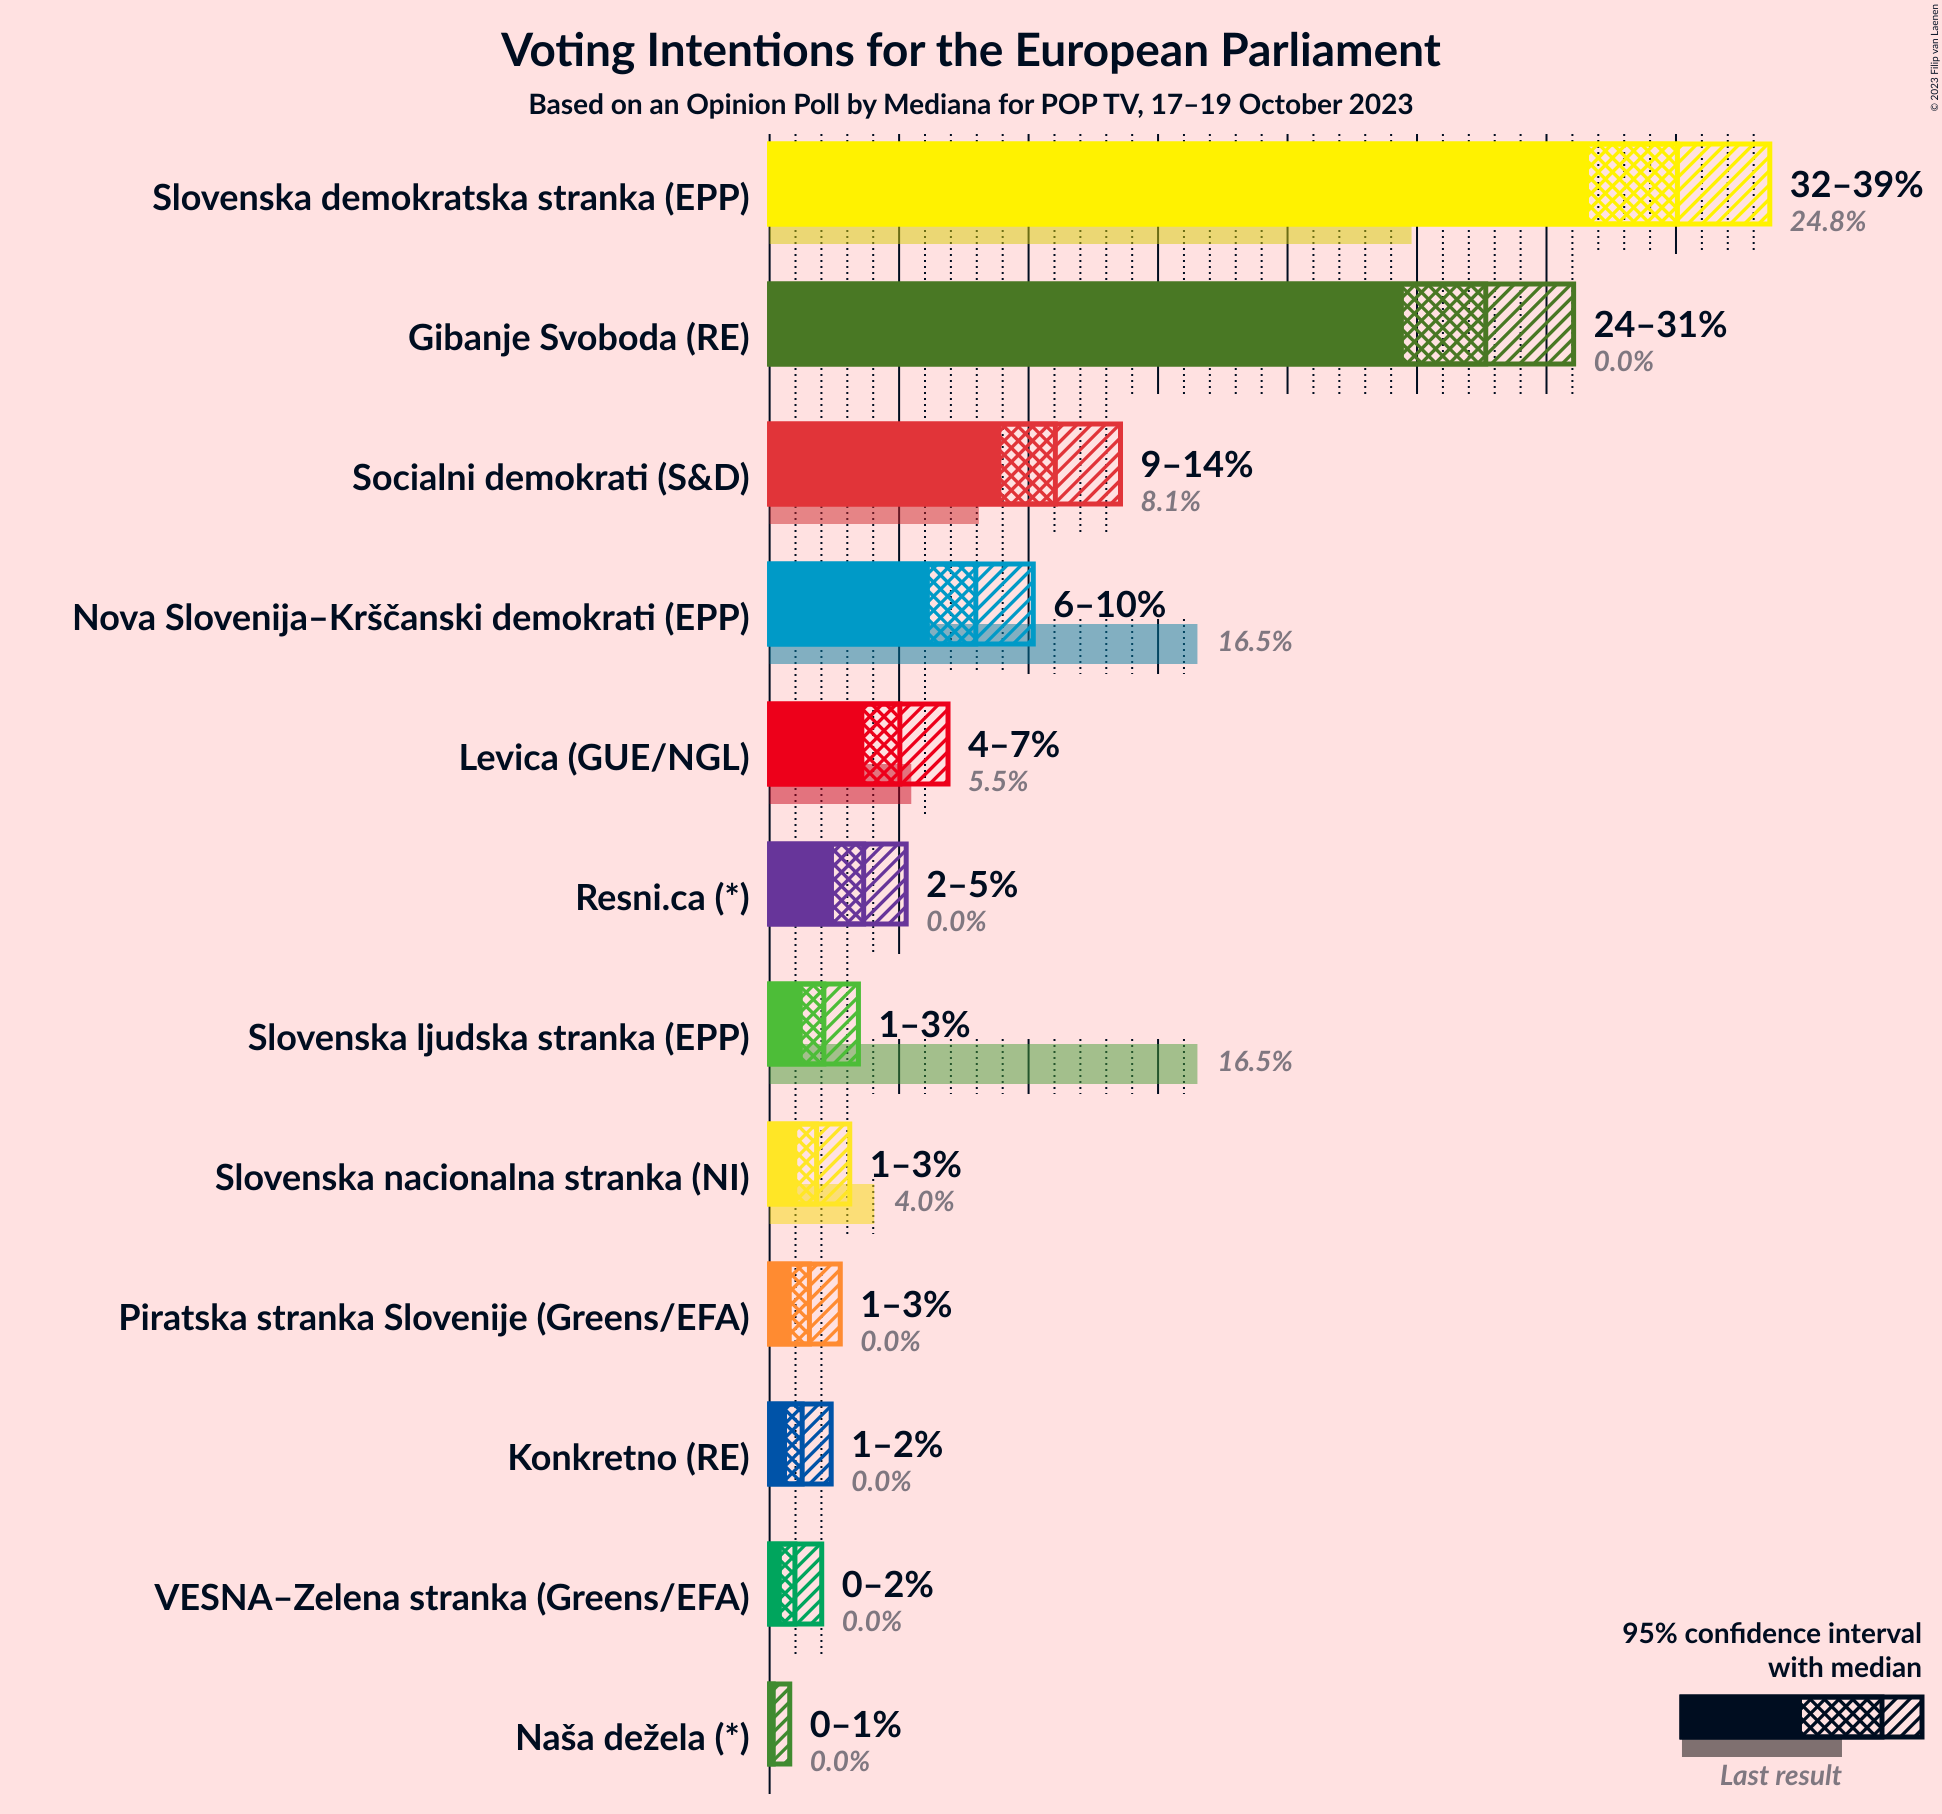 Voting Intentions for the European Parliament
Based on an Opinion Poll by Mediana for POP TV, 17–19 October 2023
© 2023 Filip van Laenen
Slovenska demokratska stranka (EPP)
32–39%
24.8%
Gibanje Svoboda (RE)
24–31%
0.0%
Socialni demokrati (S&D)
9–14%
8.1%
Nova Slovenija–Krščanski demokrati (EPP)
6–10%
16.5%
Levica (GUE/NGL)
4–7%
5.5%
Resni.ca (*)
2–5%
0.0%
Slovenska ljudska stranka (EPP)
1–3%
16.5%
Slovenska nacionalna stranka (NI)
1–3%
4.0%
Piratska stranka Slovenije (Greens/EFA)
1–3%
0.0%
Konkretno (RE)
1–2%
0.0%
VESNA–Zelena stranka (Greens/EFA)
0–2%
0.0%
Naša dežela (*)
0–1%
0.0%
95% confidence interval
with median
Last result